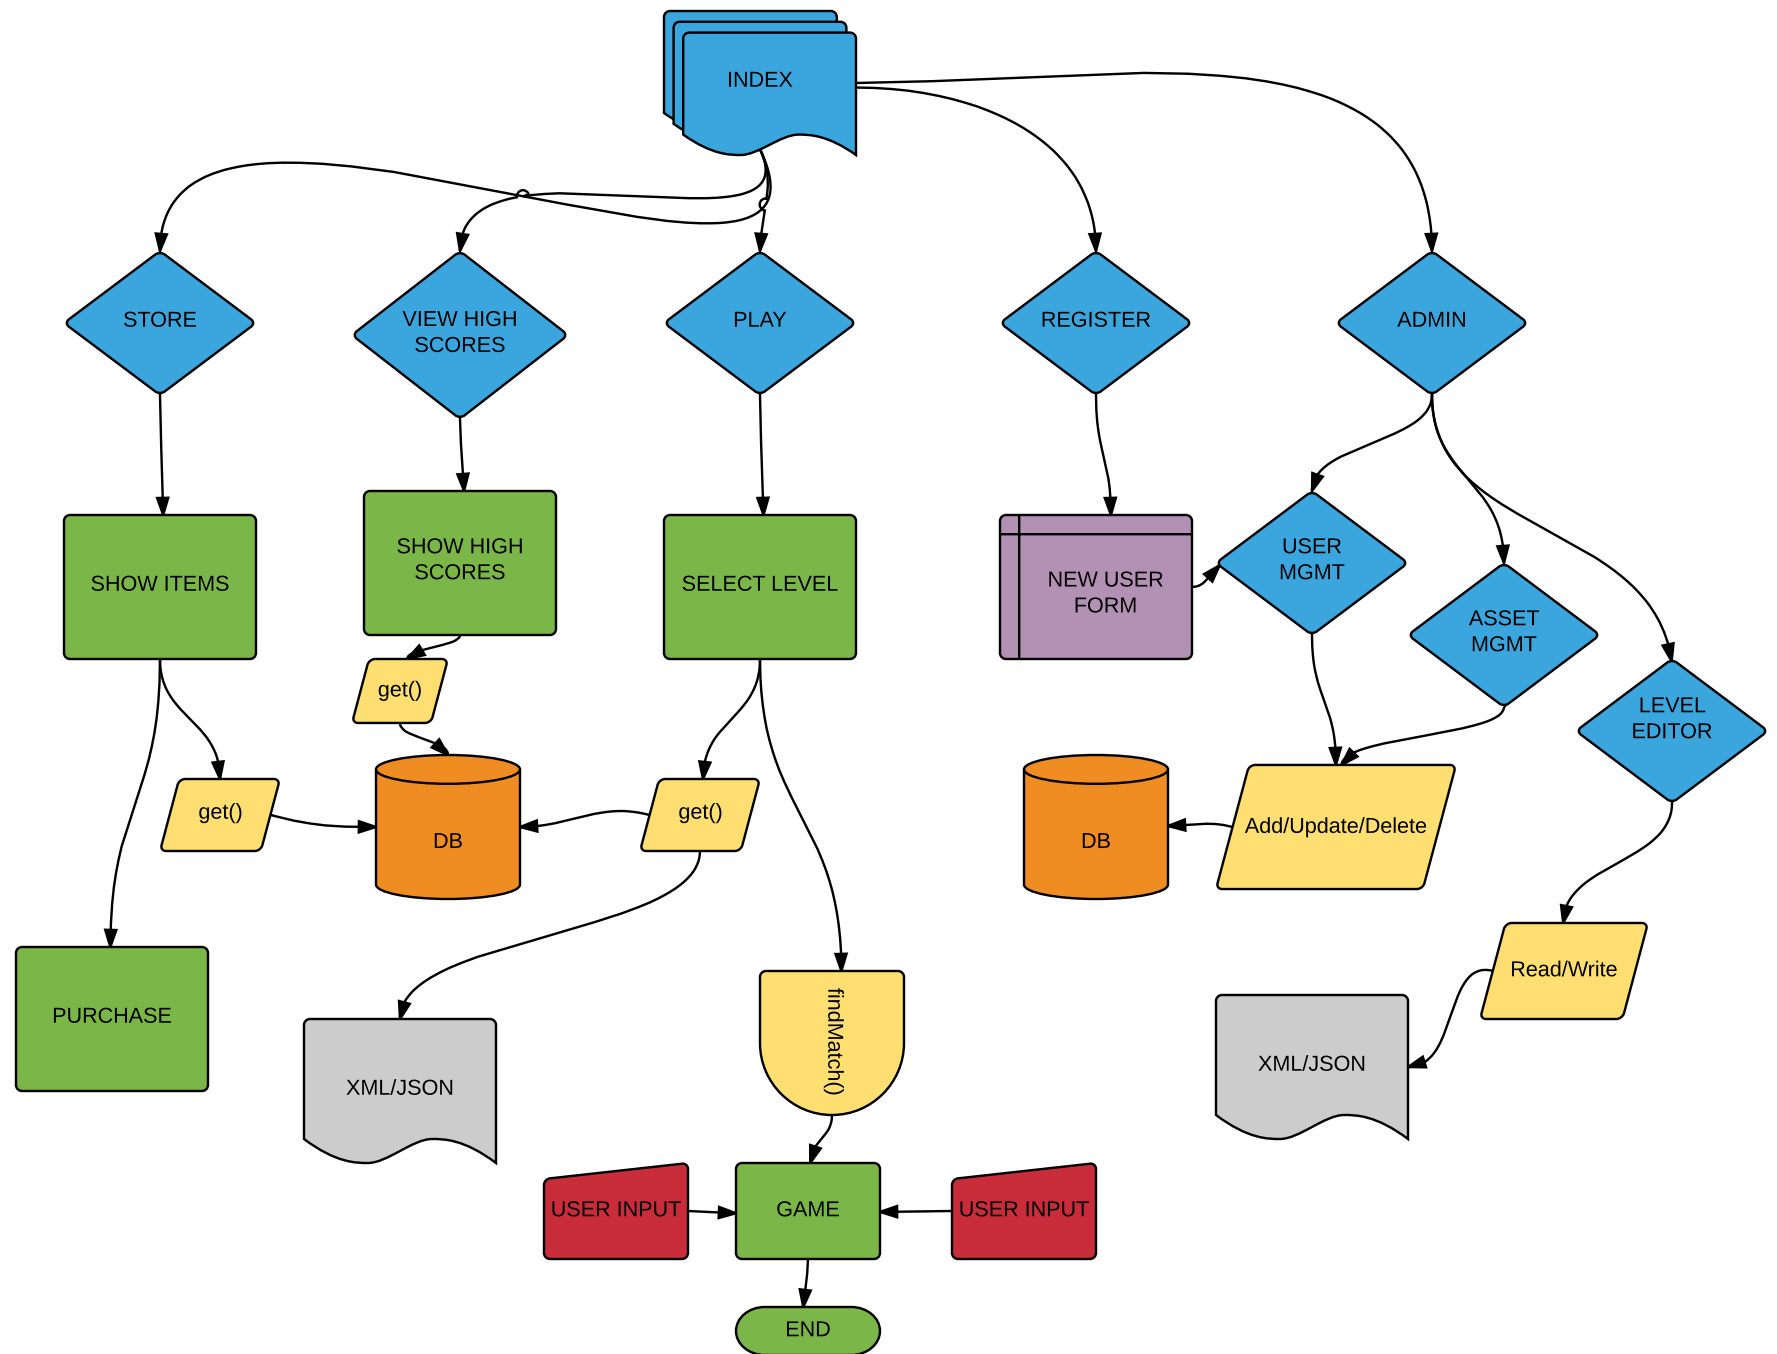 INDEX
STORE
VIEW HIGH
SCORES
PLAY
REGISTER
ADMIN
SHOW ITEMS
SHOW HIGH
SCORES
SELECT LEVEL
NEW USER
FORM
USER
MGMT
ASSET
MGMT
LEVEL
EDITOR
get()
get()
get()
DB
DB
Add/Update/Delete
Read/Write
PURCHASE
XML/JSON
findMatch()
XML/JSON
USER INPUT
GAME
USER INPUT
END